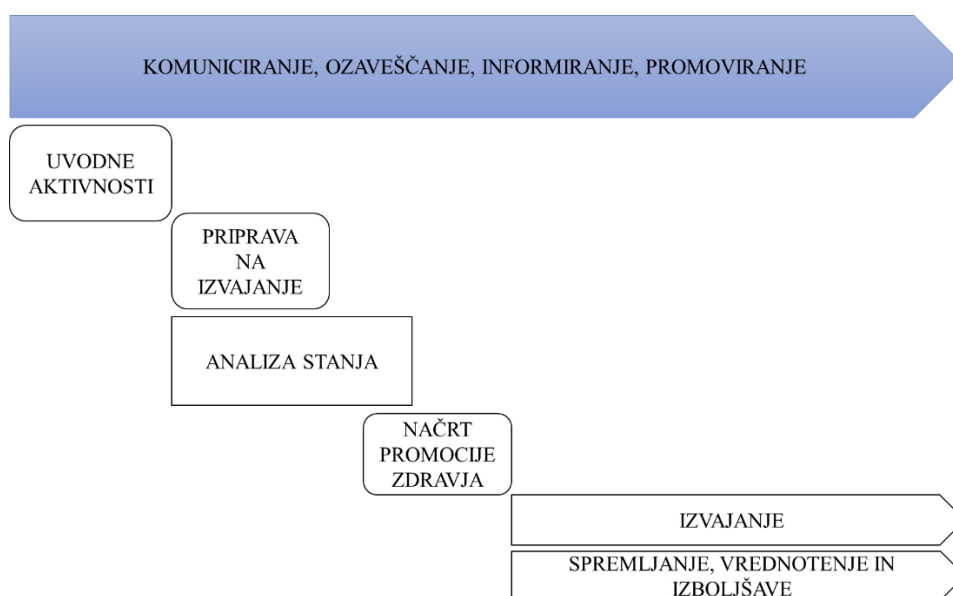 KOMUNICIRANJE, OZAVEŠČANJE, INFORMIRANJE, PROMOVIRANJE
UVODNE
AKTIVNOSTI
PRIPRAVA
NA
IZVAJANJE
ANALIZA STANJA
NAČRT
PROMOCIJE
ZDRAVJA
IZVAJANJE
SPREMLJANJE, VREDNOTENJE IN
IZBOLJŠAVE